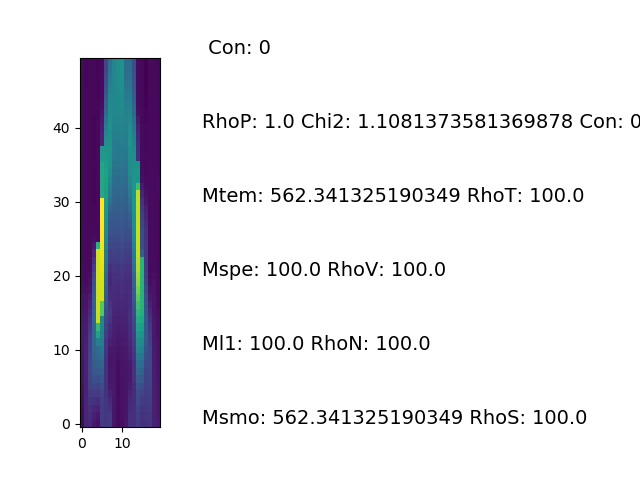 Con: 0
RhoP: 1.0 Chi2: 1.1081373581369878 Con: 0
40
Mtem: 562.341325190349 RhoT: 100.0
30
Mspe: 100.0 RhoV: 100.0
20
Ml1: 100.0 RhoN: 100.0
10
Msmo: 562.341325190349 RhoS: 100.0
0
0 10